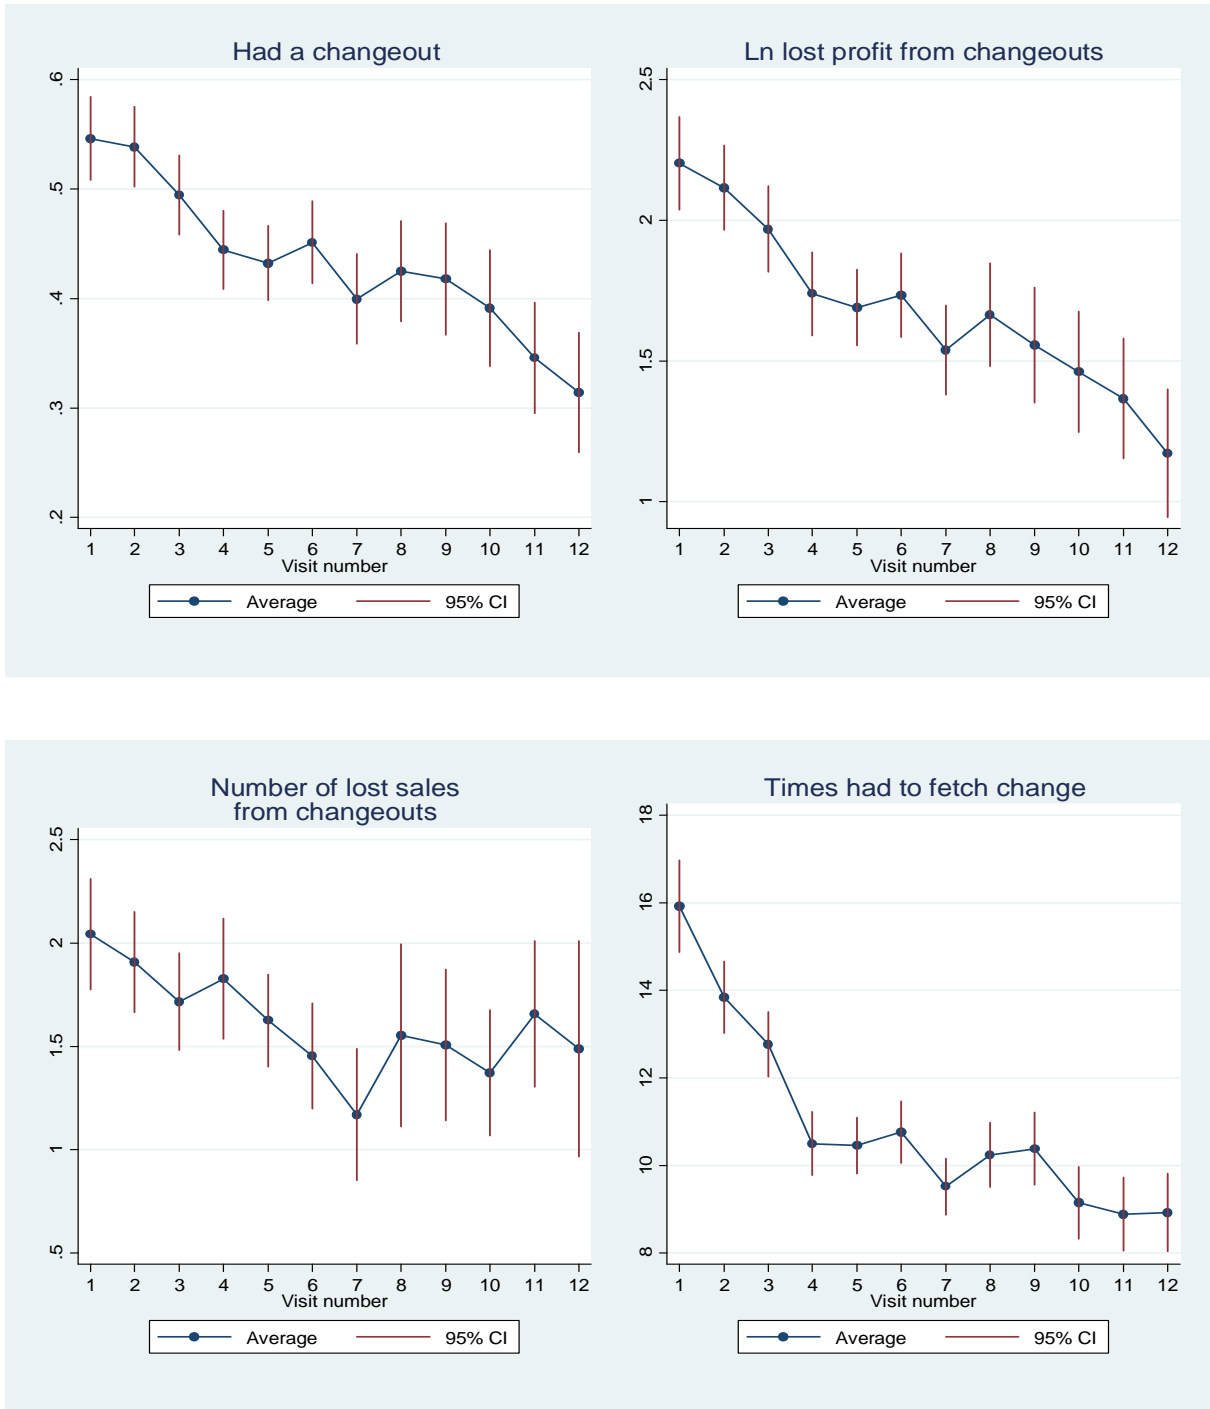 Had a changeout
.6
.5
.4
.3
.2
1 2 3 4 5 6 7 8 9 10 11 12
Visit number
Average 95% CI
Ln lost profit from changeouts
2.5
2
1.5
1
1 2 3 4 5 6 7 8 9 10 11 12
Visit number
Average 95% CI
Number of lost sales
from changeouts
2.5
2
1.5
1
.5
1 2 3 4 5 6 7 8 9 10 11 12
Visit number
Average 95% CI
Times had to fetch change
18
16
14
12
10
8
1 2 3 4 5 6 7 8 9 10 11 12
Visit number
Average 95% CI